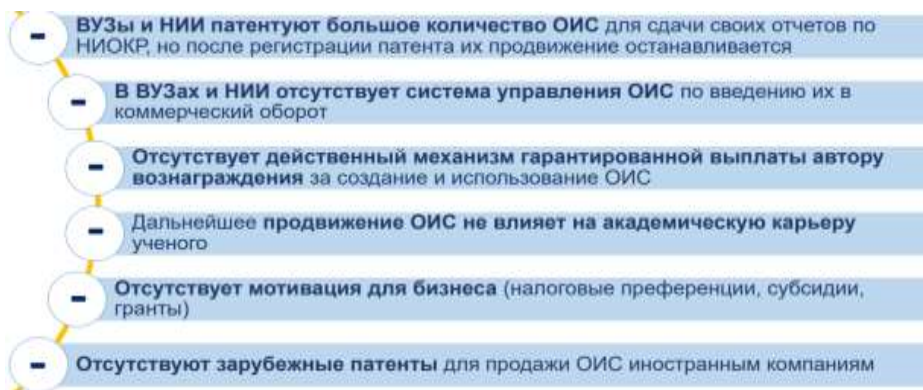 ВУЗы и НИИ патентуют большое количество ОИС для сдачи своих отчетов по
НИОКР, но после регистрации патента их продвижение останавливается
В ВУЗах и НИИ отсутствует система управления ОИС по введению их в
коммерческий оборот
Отсутствует действенный механизм гарантированной выплаты автору
вознаграждения за создание и использование ОИС
Дальнейшее продвижение ОИС не влияет на академическую карьеру
ученого
Отсутствует мотивация для бизнеса (налоговые преференции, субсидии,
гранты)
Отсутствуют зарубежные патенты для продажи ОИС иностранным компаниям